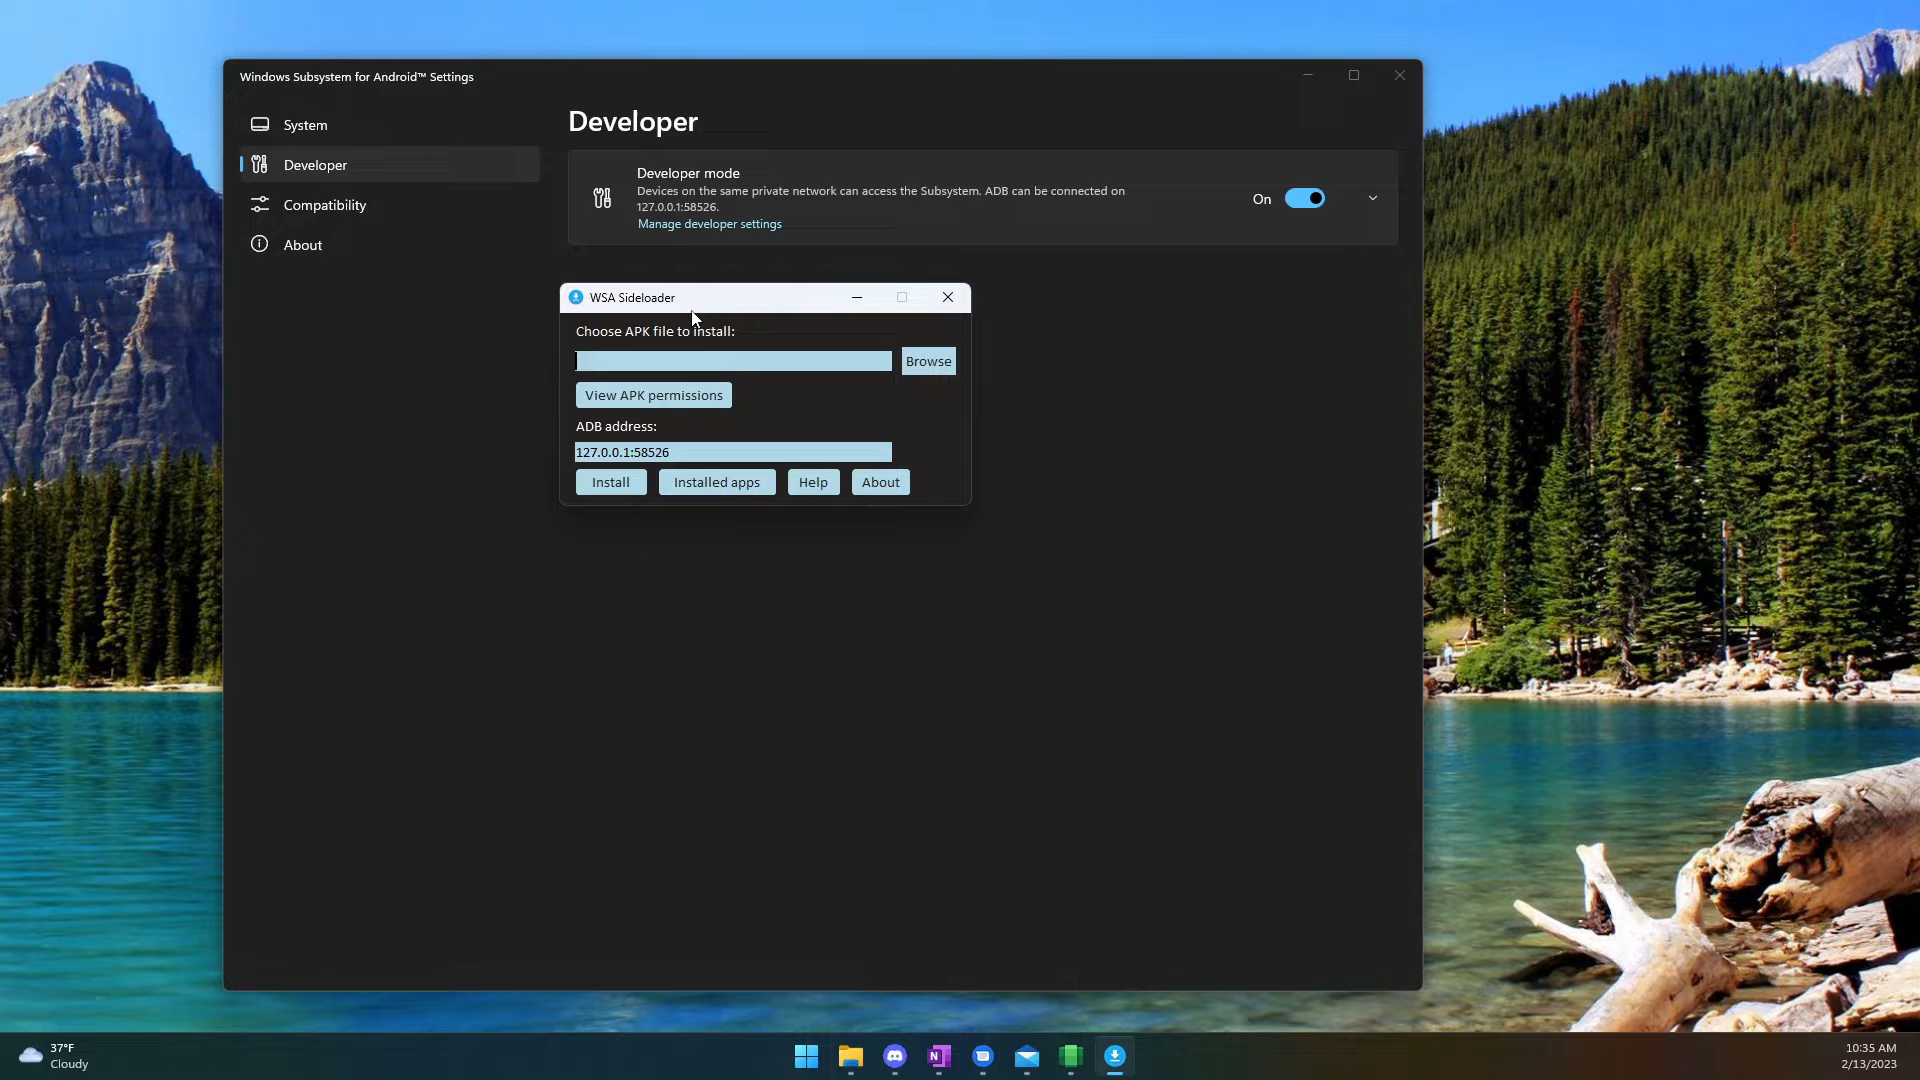 Windows Subsystem for Android™ Settings
System
Developer
Compatibility
About
Developer
Developer mode
Devices on the same private network can access the Subsystem. ADB can be connected on
127.0.0.1:58526.
Manage developer settings
On
WSA Sideloader
Choose APK file to install:
Browse
View APK permissions
ADB address:
127.0.0.1:58526
Install Installed apps Help About
37°F
Cloudy
N
10:35 AM
2/13/2023